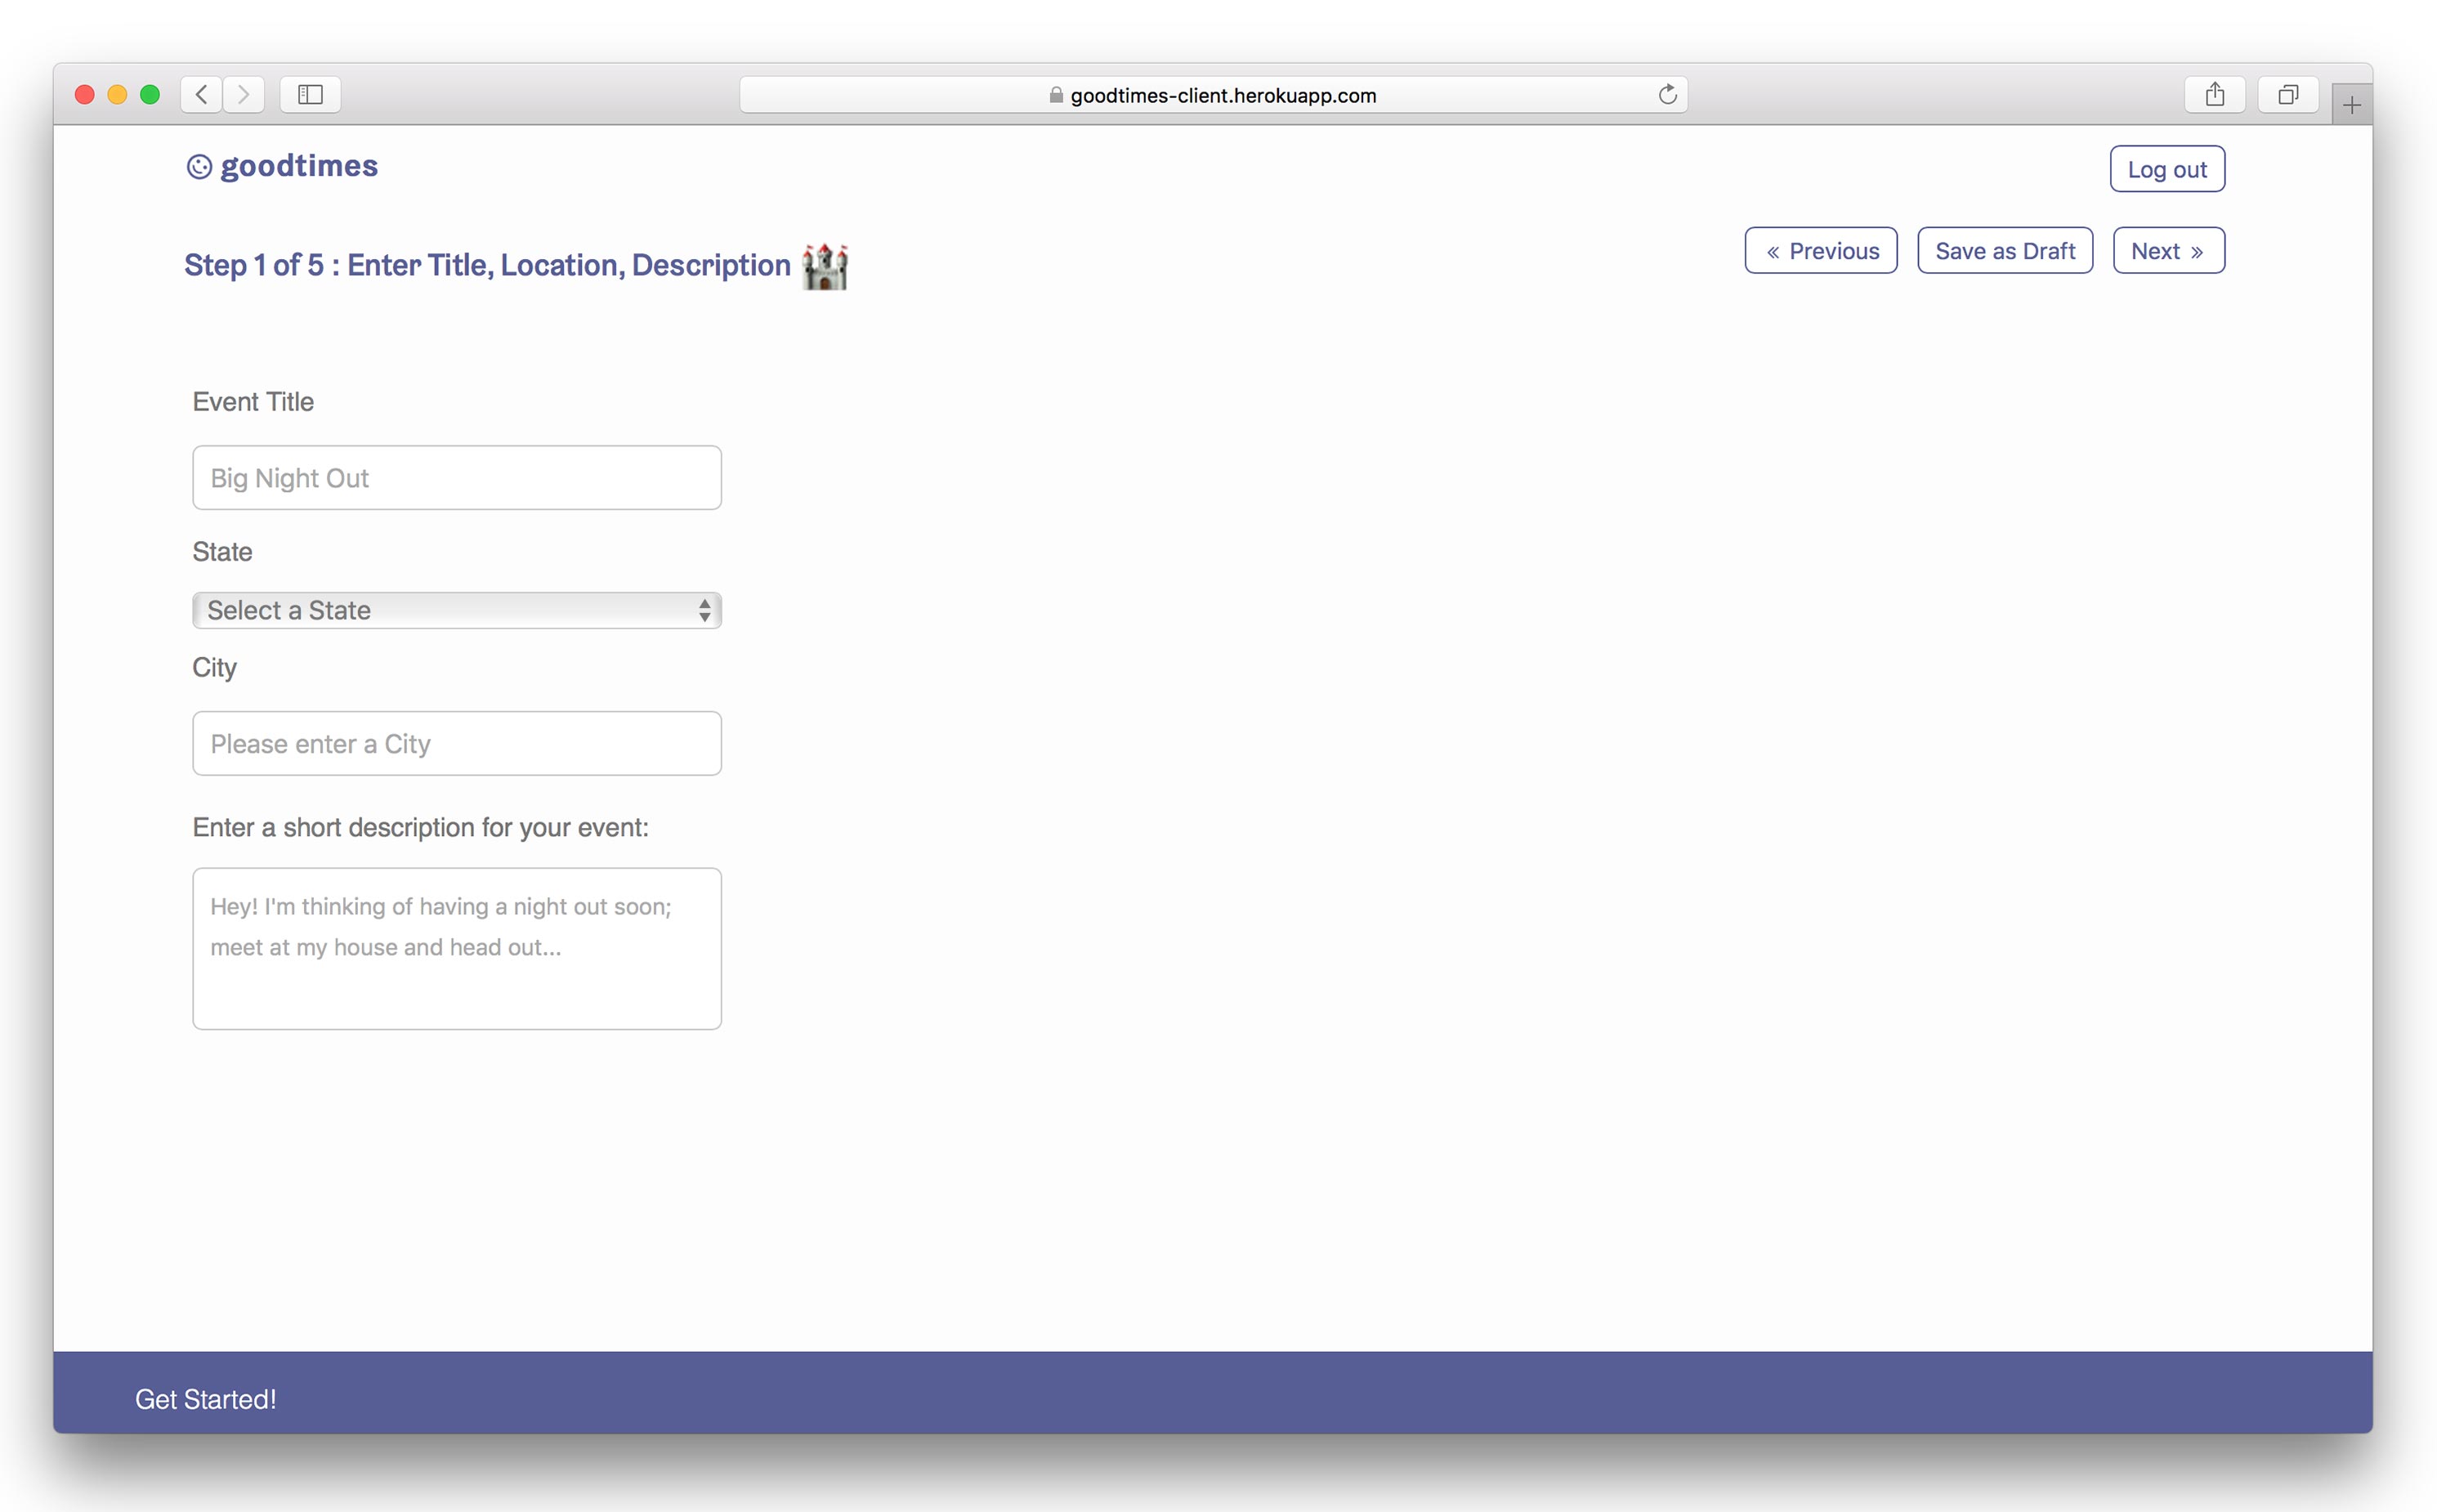 goodtimes-client.herokuapp.com
goodtimes
Log out
Step 1 of 5 : Enter Title, Location, Description
« Previous
Save as Draft
Next »
Event Title
Big Night Out
State
Select a State
City
Please enter a City
Enter a short description for your event:
Hey! I'm thinking of having a night out soon;
meet at my house and head out...
Get Started!